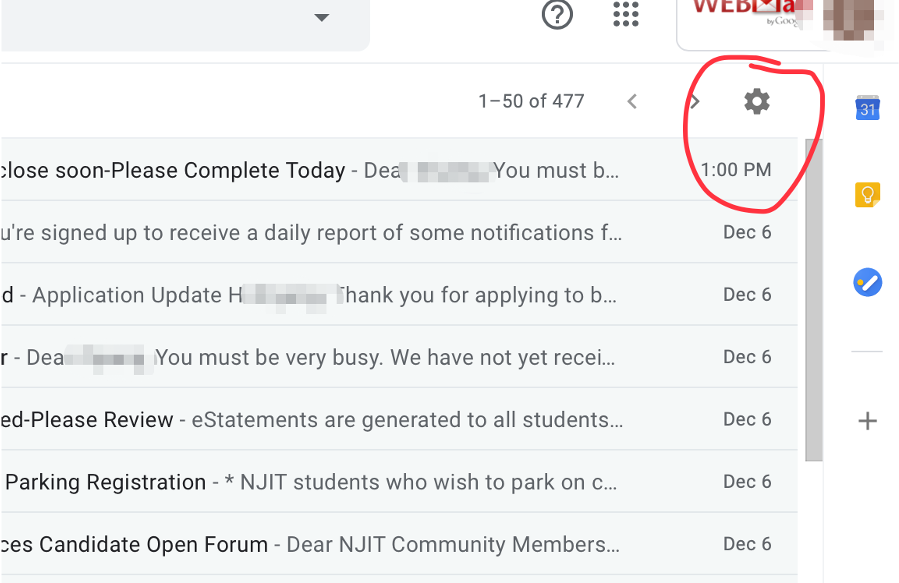 WEB
by Goog
1–50 of 477
31
close soon-Please Complete Today - Dea You must b... 1:00 PM
u're signed up to receive a daily report of some notifications f... Dec 6
d - Application Update H Thank you for applying to b... Dec 6
r - Dea You must be very busy. We have not yet recei... Dec 6
ed-Please Review - eStatements are generated to all students... Dec 6
Parking Registration - * NJIT students who wish to park on c... Dec 6
ces Candidate Open Forum - Dear NJIT Community Members... Dec 6